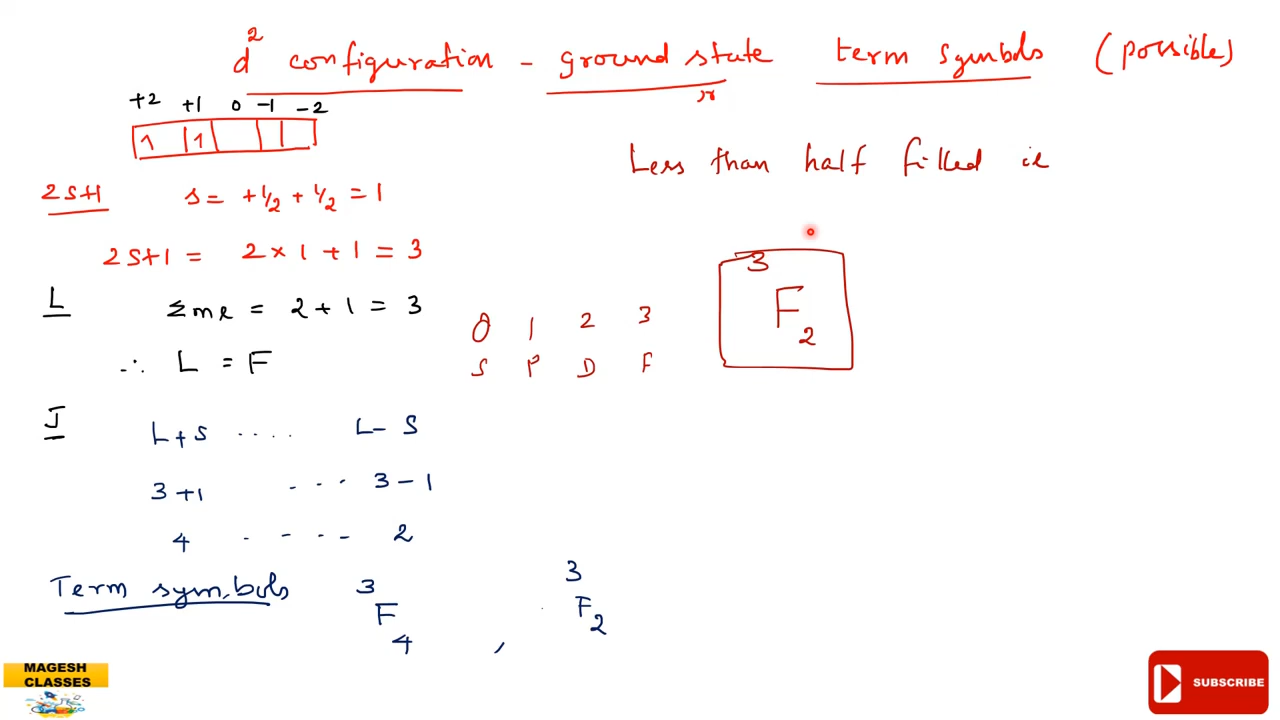 d² configuration - ground state term symbols (possible)
+2 +1 0 -1 -2
1 1
Less than half filled ie
2s+1 s = +1/2 + 1/2 = 1
2s+1 = 2 × 1 + 1 = 3
L Σme = 2 + 1 = 3
0 1 2 3
S P D F
³F₂
∴ L = F
J L+S .... L-S
3+1 ... 3-1
4 ..... 2
Term symbols ³F₄ , ³F₂
MAGESH
CLASSES
SUBSCRIBE